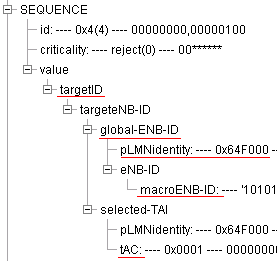 SEQUENCE
id: ---- 0x4(4) ---- 00000000,00000100
criticality: ---- reject(0) ---- 00******
value
targetID
targeteNB-ID
global-ENB-ID
pLMNidentity: ---- 0x64F000 --
eNB-ID
macroENB-ID: ---- '10101
selected-TAI
pLMNidentity: ---- 0x64F000 --
tAC: ---- 0x0001 ---- 0000000